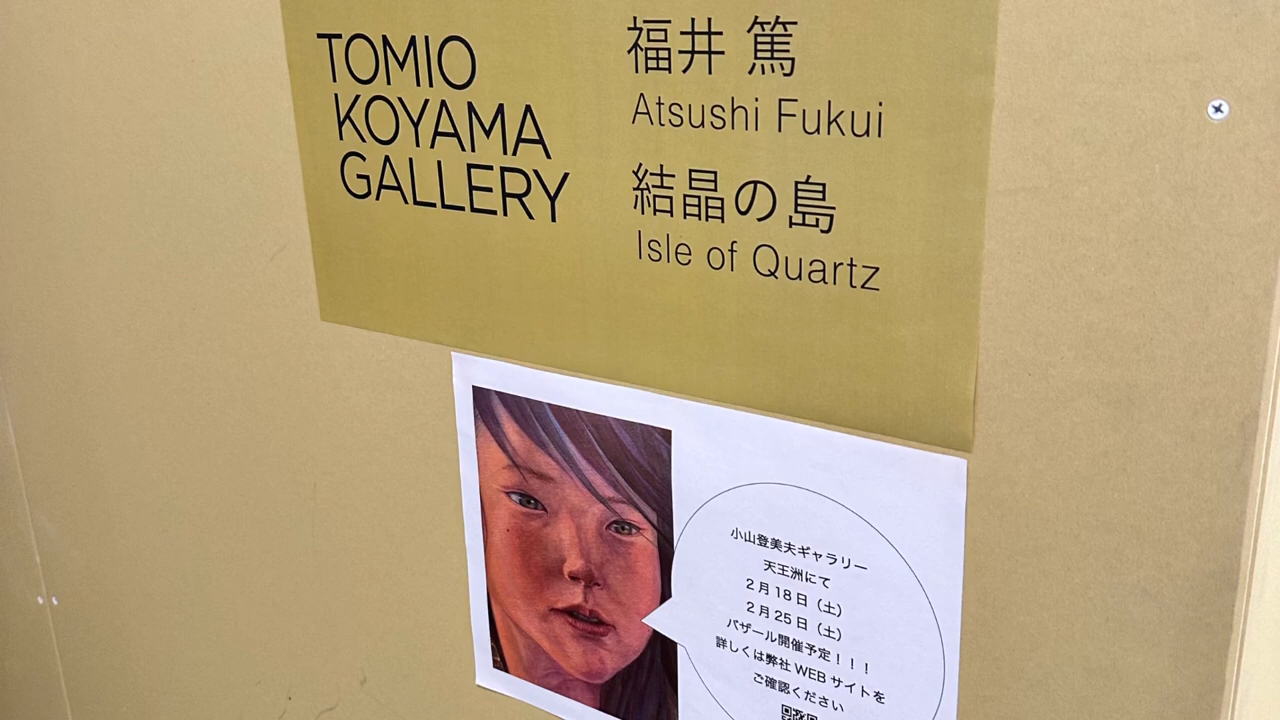 TOMIO
KOYAMA
GALLERY
福井 篤
Atsushi Fukui
結晶の島
Isle of Quartz
小山登美夫ギャラリー
天王洲にて
2月18日（土）
2月25日（土）
バザール開催予定！！！
詳しくは弊社WEBサイトを
ご確認ください